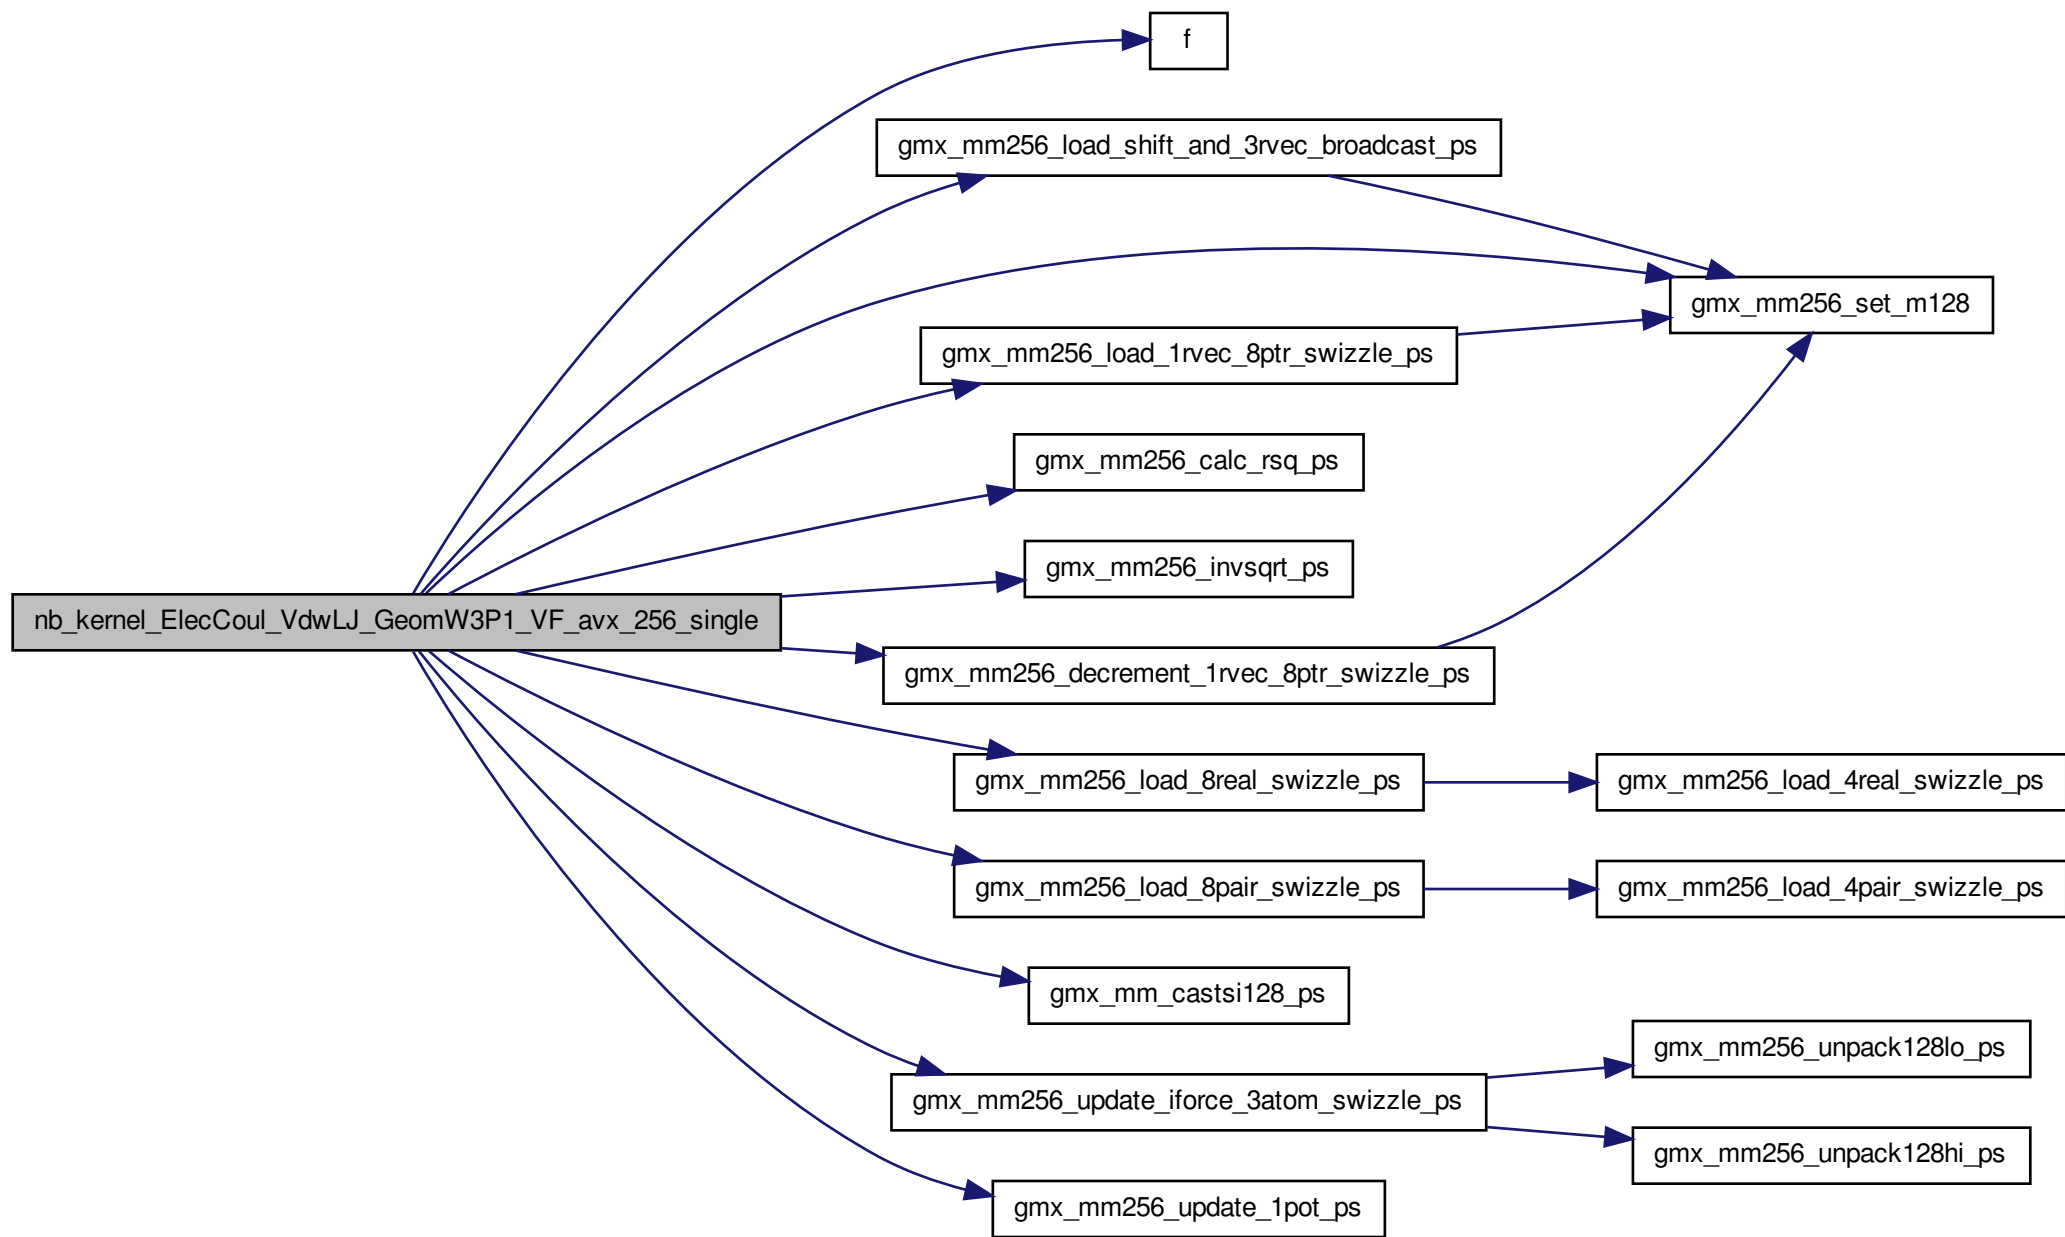 f
gmx_mm256_load_shift_and_3rvec_broadcast_ps
gmx_mm256_set_m128
gmx_mm256_load_1rvec_8ptr_swizzle_ps
gmx_mm256_calc_rsq_ps
gmx_mm256_invsqrt_ps
nb_kernel_ElecCoul_VdwLJ_GeomW3P1_VF_avx_256_single
gmx_mm256_decrement_1rvec_8ptr_swizzle_ps
gmx_mm256_load_8real_swizzle_ps
gmx_mm256_load_4real_swizzle_ps
gmx_mm256_load_8pair_swizzle_ps
gmx_mm256_load_4pair_swizzle_ps
gmx_mm_castsi128_ps
gmx_mm256_unpack128lo_ps
gmx_mm256_update_iforce_3atom_swizzle_ps
gmx_mm256_unpack128hi_ps
gmx_mm256_update_1pot_ps